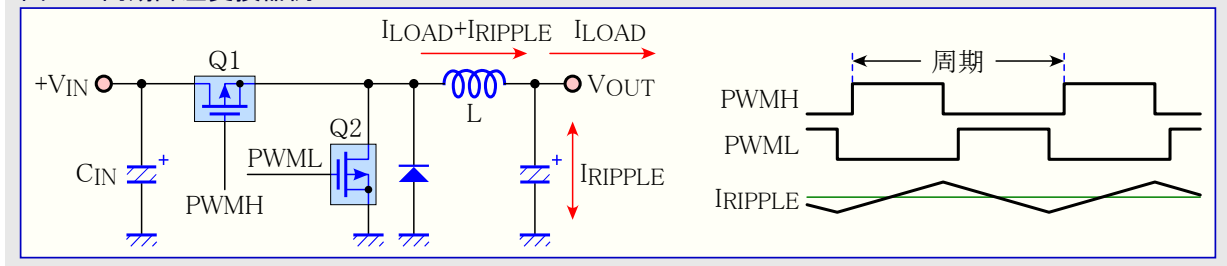 ILOAD+IRIPPLE
ILOAD
Q1
+VIN
VOUT
L
Q2
PWML
CIN
+
+
IRIPPLE
PWMH
周期
PWMH
PWML
IRIPPLE